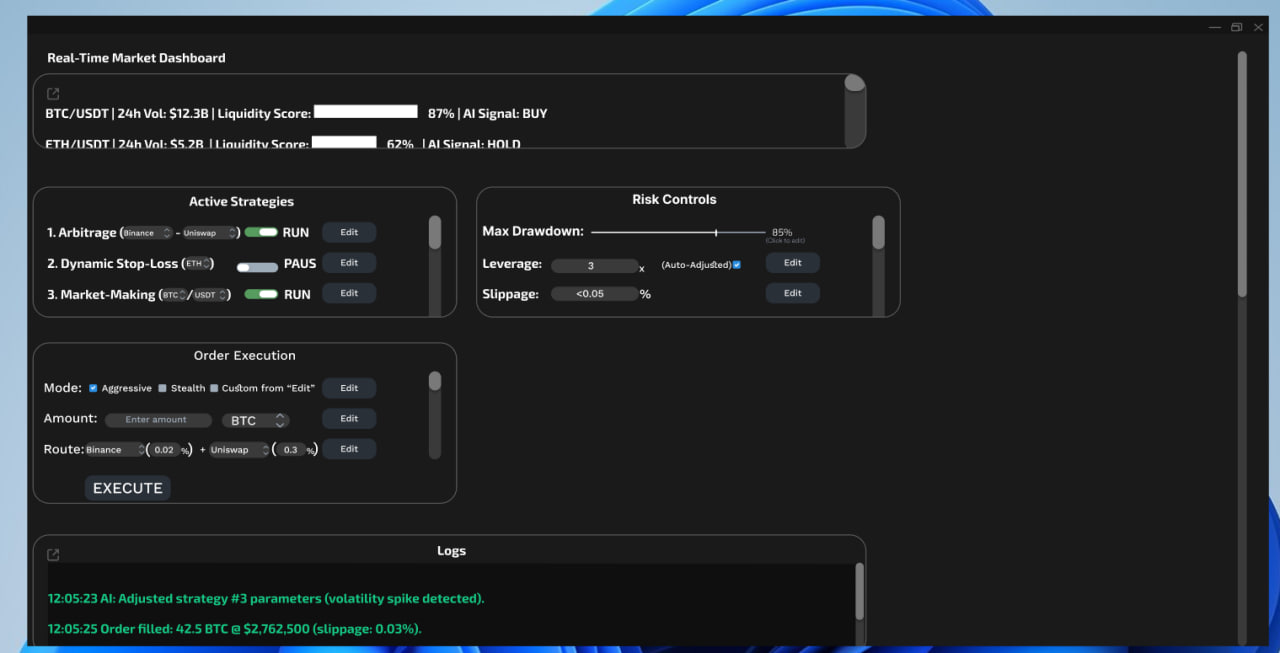 Real-Time Market Dashboard
BTC/USDT | 24h Vol: $12.3B | Liquidity Score: 87% | AI Signal: BUY
ETH/USDT | 24h Vol: $5.2B | Liquidity Score: 62% | AI Signal: HOLD
Active Strategies
1. Arbitrage (Binance - Uniswap) RUN Edit
2. Dynamic Stop-Loss (ETH) PAUS Edit
3. Market-Making (BTC / USDT) RUN Edit
Risk Controls
Max Drawdown: 85%
(Click to edit)
Leverage: 3 x (Auto-Adjusted) Edit
Slippage: <0.05 % Edit
Order Execution
Mode: Aggressive Stealth Custom from “Edit” Edit
Amount: Enter amount BTC Edit
Route: Binance (0.02 %) + Uniswap (0.3 %) Edit
EXECUTE
Logs
12:05:23 AI: Adjusted strategy #3 parameters (volatility spike detected).
12:05:25 Order filled: 42.5 BTC @ $2,762,500 (slippage: 0.03%).